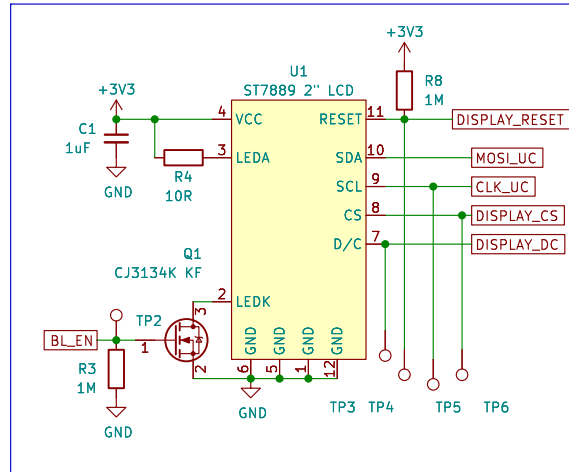 +3V3
U1
ST7889 2" LCD
+3V3
R8
1M
C1
1uF
GND
4
VCC
RESET
11
DISPLAY_RESET
3
LEDA
SDA
10
MOSI_UC
R4
10R
SCL
9
CLK_UC
CS
8
DISPLAY_CS
D/C
7
DISPLAY_DC
Q1
CJ3134K KF
2
LEDK
3
TP2
BL_EN
1
2
R3
1M
GND
GND
GND
GND
GND
6
5
1
12
GND
TP3
TP4
TP5
TP6